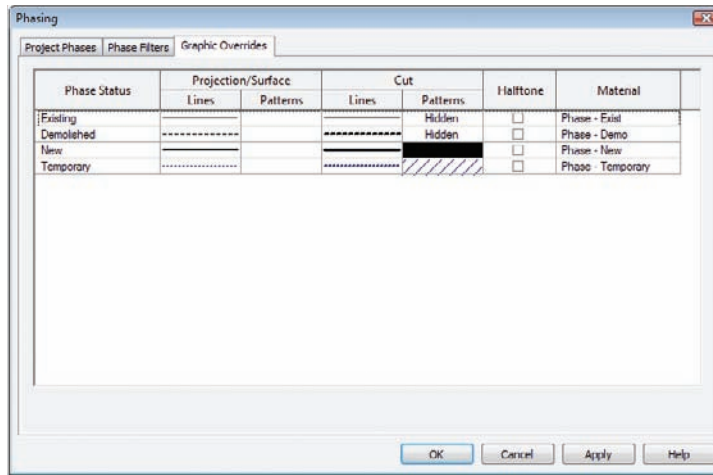 Phasing
Project Phases Phase Filters Graphic Overrides
Phase Status Projection/Surface Cut Halftone Material
Lines Patterns Lines Patterns
Existing Hidden Phase - Exist
Demolished Hidden Phase - Demo
New Phase - New
Temporary Phase - Temporary
OK Cancel Apply Help